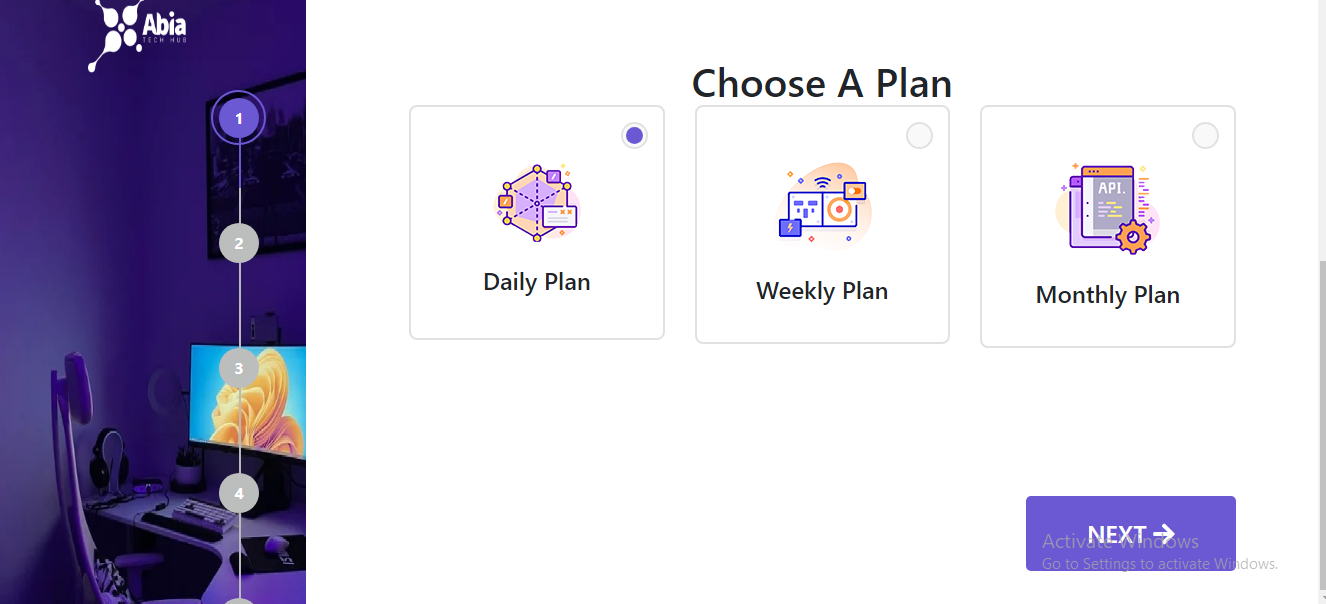 Abia
TECH HUB
1
2
3
4
Choose A Plan
Daily Plan
Weekly Plan
API.
Monthly Plan
NEXT
Activate Windows
Go to Settings to activate Windows.